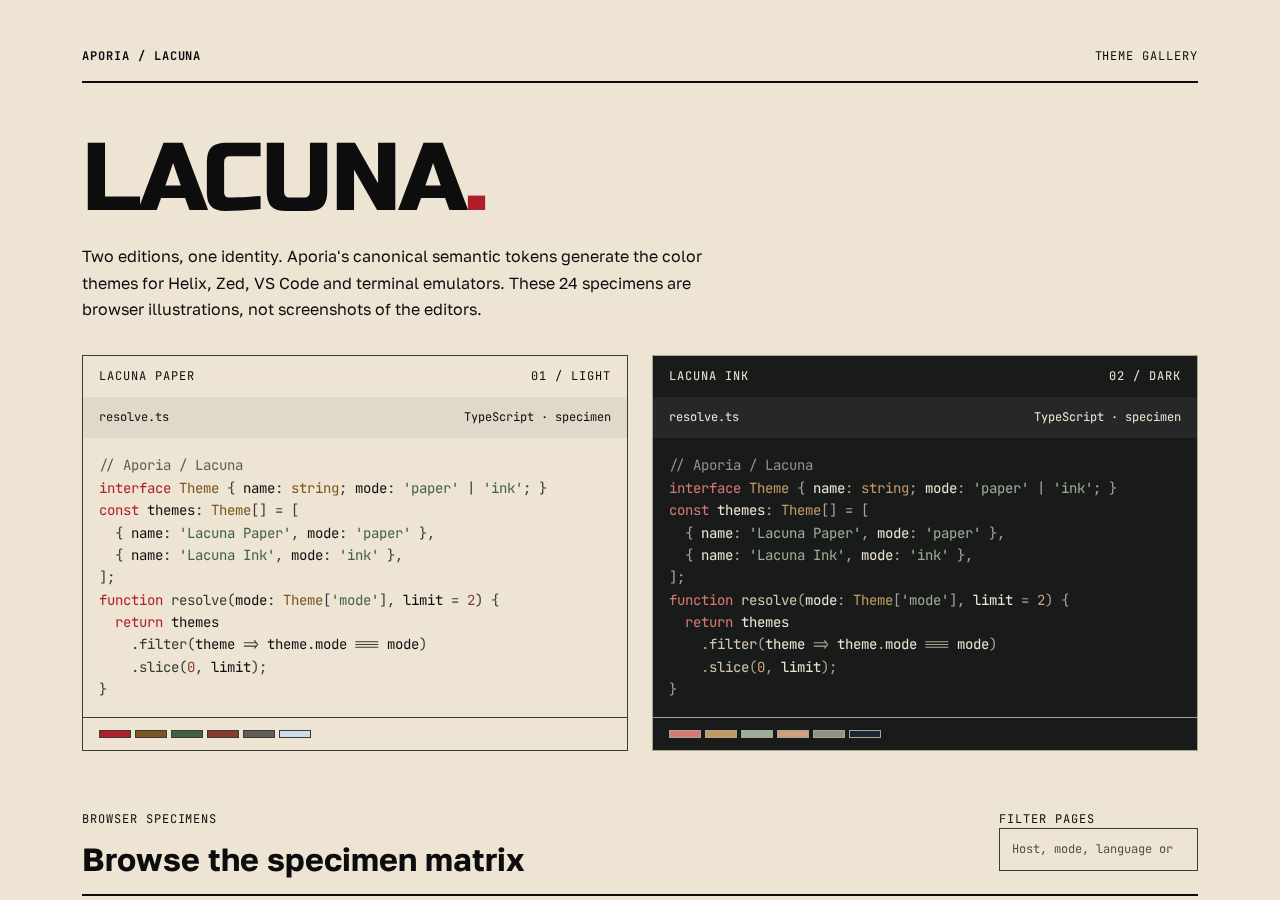 APORIA / LACUNA
THEME GALLERY
LACUNA.
Two editions, one identity. Aporia's canonical semantic tokens generate the color
themes for Helix, Zed, VS Code and terminal emulators. These 24 specimens are
browser illustrations, not screenshots of the editors.
LACUNA PAPER
01 / LIGHT
resolve.ts
TypeScript · specimen
// Aporia / Lacuna
interface Theme { name: string; mode: 'paper' | 'ink'; }
const themes: Theme[] = [
  { name: 'Lacuna Paper', mode: 'paper' },
  { name: 'Lacuna Ink', mode: 'ink' },
];
function resolve(mode: Theme['mode'], limit = 2) {
  return themes
    .filter(theme => theme.mode === mode)
    .slice(0, limit);
}
LACUNA INK
02 / DARK
resolve.ts
TypeScript · specimen
// Aporia / Lacuna
interface Theme { name: string; mode: 'paper' | 'ink'; }
const themes: Theme[] = [
  { name: 'Lacuna Paper', mode: 'paper' },
  { name: 'Lacuna Ink', mode: 'ink' },
];
function resolve(mode: Theme['mode'], limit = 2) {
  return themes
    .filter(theme => theme.mode === mode)
    .slice(0, limit);
}
BROWSER SPECIMENS
Browse the specimen matrix
FILTER PAGES
Host, mode, language or